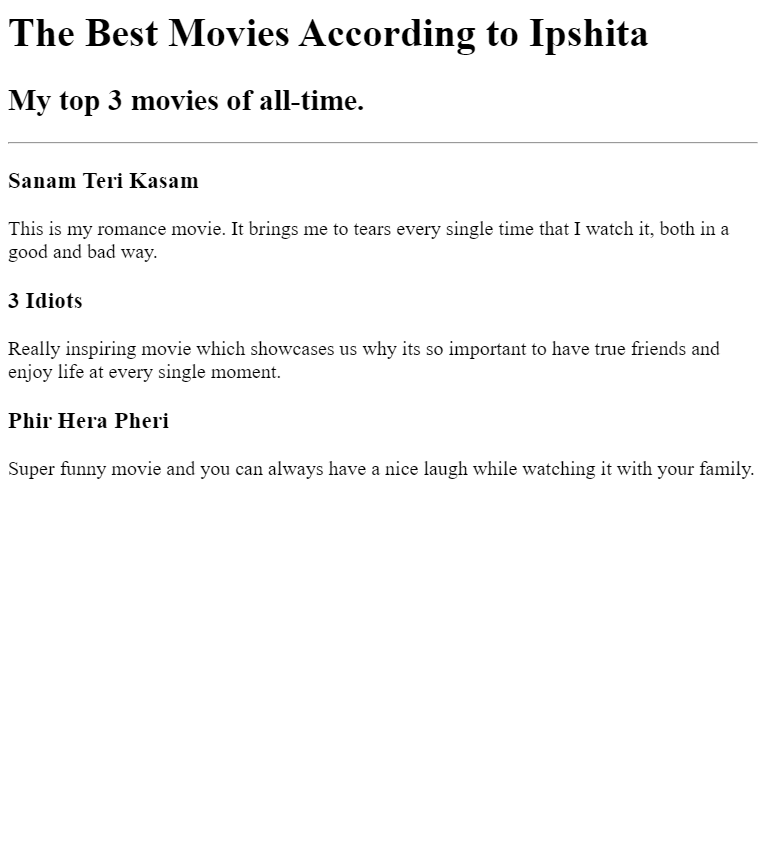 The Best Movies According to Ipshita
My top 3 movies of all-time.
Sanam Teri Kasam
This is my romance movie. It brings me to tears every single time that I watch it, both in a
good and bad way.
3 Idiots
Really inspiring movie which showcases us why its so important to have true friends and
enjoy life at every single moment.
Phir Hera Pheri
Super funny movie and you can always have a nice laugh while watching it with your family.